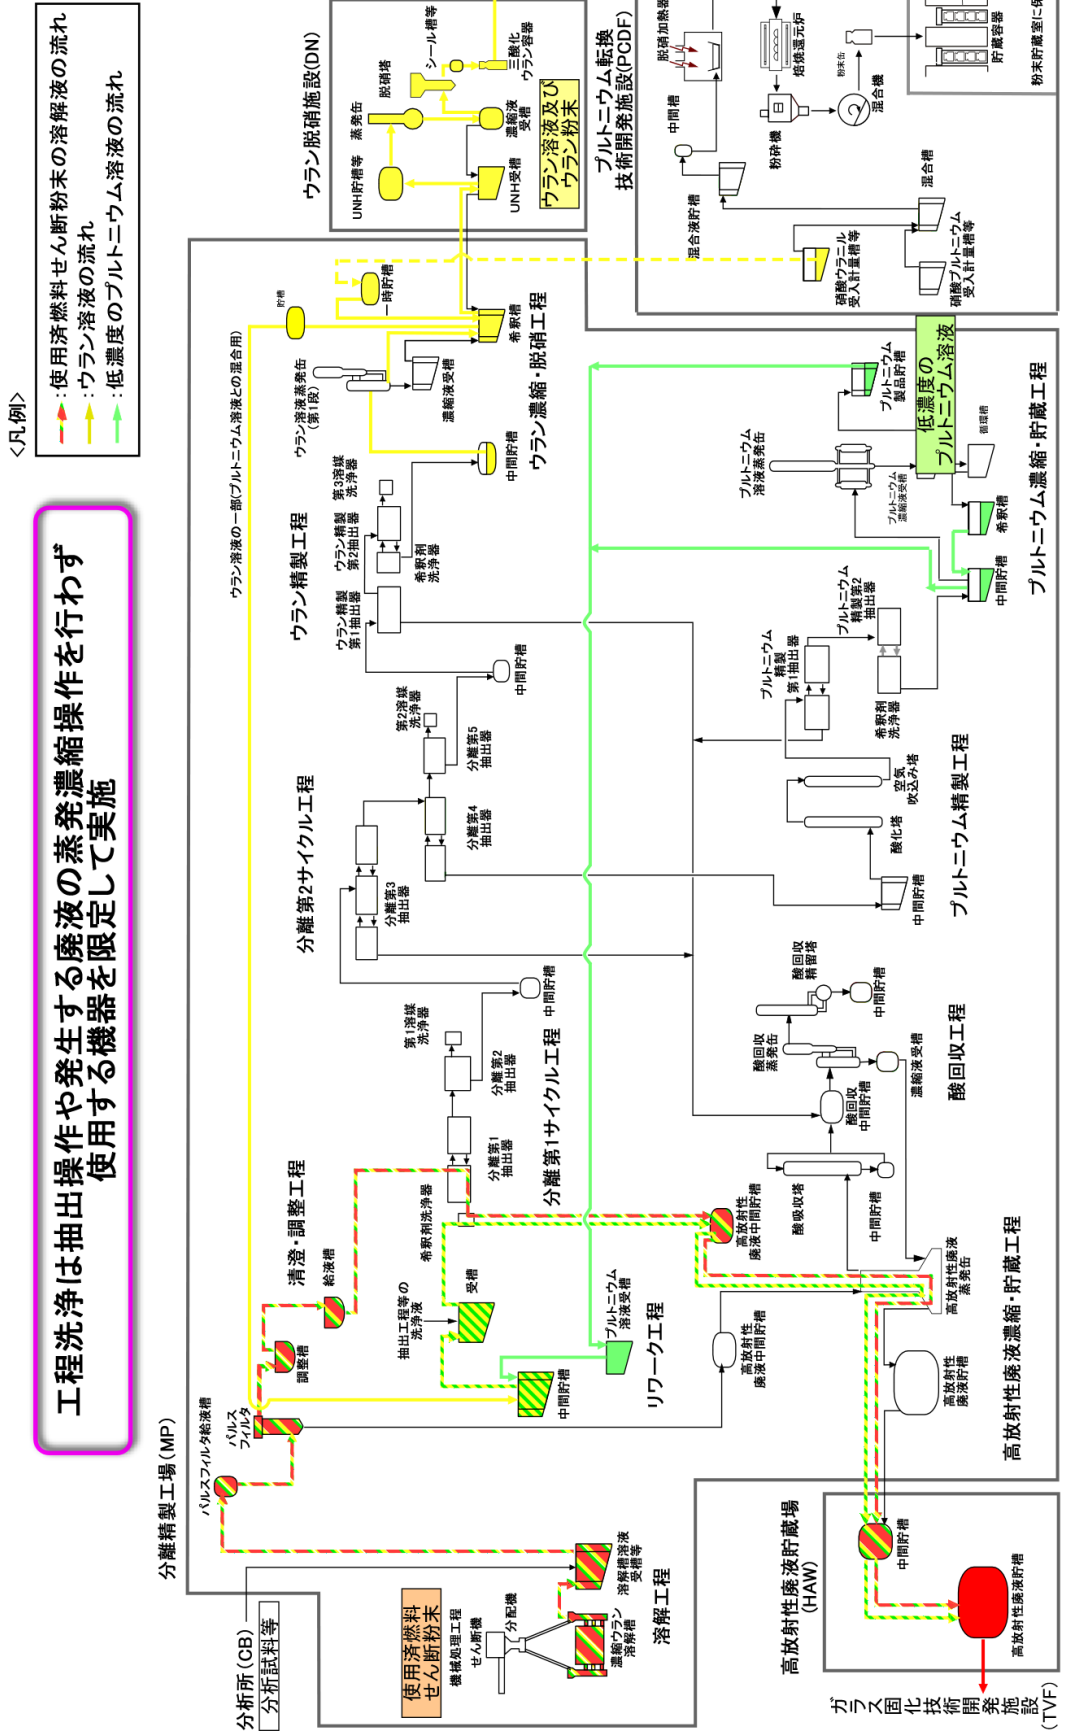 工程洗浄は抽出操作や発生する廃液の蒸発濃縮操作を行わず
使用する機器を限定して実施
<凡例>
：使用済燃料せん断粉末の溶解液の流れ
：ウラン溶液の流れ
：低濃度のプルトニウム溶液の流れ
分離精製工場(MP)
分析所(CB)
分析試料等
使用済燃料
せん断粉末
機械処理工程
せん断機
分配機
濃縮ウラン
溶解槽
溶解槽溶液
受槽等
溶解工程
パルスフィルタ給液槽
パルス
フィルタ
調整槽
給液槽
清澄・調整工程
抽出工程等の
洗浄液
受槽
中間貯槽
プルトニウム
溶液受槽
リワーク工程
希釈剤洗浄器
分離第1
抽出器
分離第2
抽出器
第1溶媒
洗浄器
中間貯槽
分離第1サイクル工程
分離第2サイクル工程
分離第3
抽出器
分離第4
抽出器
分離第5
抽出器
第2溶媒
洗浄器
中間貯槽
ウラン精製工程
ウラン精製
第1抽出器
ウラン精製
第2抽出器
希釈剤
洗浄器
第3溶媒
洗浄器
中間貯槽
ウラン溶液の一部(プルトニウム溶液との混合用)
貯槽
ウラン溶液蒸発缶
(第1段)
濃縮液受槽
一時貯槽
希釈槽
ウラン濃縮・脱硝工程
ウラン脱硝施設(DN)
UNH貯槽等
蒸発缶
脱硝塔
シール槽等
三酸化
ウラン容器
濃縮液
受槽
UNH受槽
ウラン溶液及び
ウラン粉末
プルトニウム転換
技術開発施設(PCDF)
脱硝加熱器
中間槽
混合液貯槽
焙焼還元炉
粉砕機
粉末缶
混合機
混合槽
硝酸ウラニル
受入計量槽等
硝酸プルトニウム
受入計量槽等
貯蔵容器
粉末貯蔵室に保
高放射性
廃液中間貯槽
高放射性
廃液中間貯槽
酸吸収塔
中間貯槽
酸回収
中間貯槽
酸回収
蒸発缶
酸回収
精留塔
中間貯槽
濃縮液受槽
酸回収工程
高放射性廃液
蒸発缶
高放射性
廃液貯槽
高放射性廃液濃縮・貯蔵工程
中間貯槽
酸化塔
空気
吹込み塔
プルトニウム
精製
第1抽出器
プルトニウム
精製第2
抽出器
希釈剤
洗浄器
プルトニウム精製工程
中間貯槽
希釈槽
プルトニウム
溶液蒸発缶
プルトニウム
濃縮液受槽
循環槽
プルトニウム
製品貯槽
低濃度の
プルトニウム溶液
プルトニウム濃縮・貯蔵工程
高放射性廃液貯蔵場
(HAW)
中間貯槽
高放射性廃液貯槽
ガラス固化技術開発施設
(TVF)